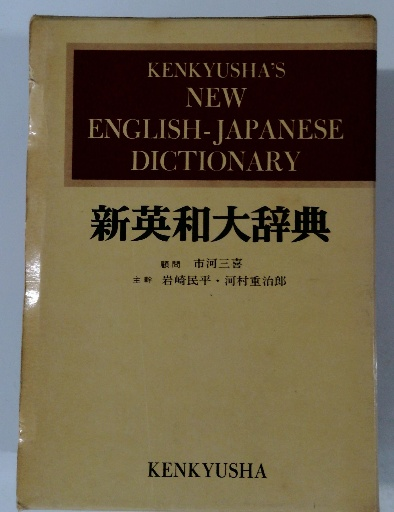 KENKYUSHA'S
NEW
ENGLISH-JAPANESE
DICTIONARY
新英和大辞典
顧問 市河三喜
主幹 岩崎民平・河村重治郎
KENKYUSHA